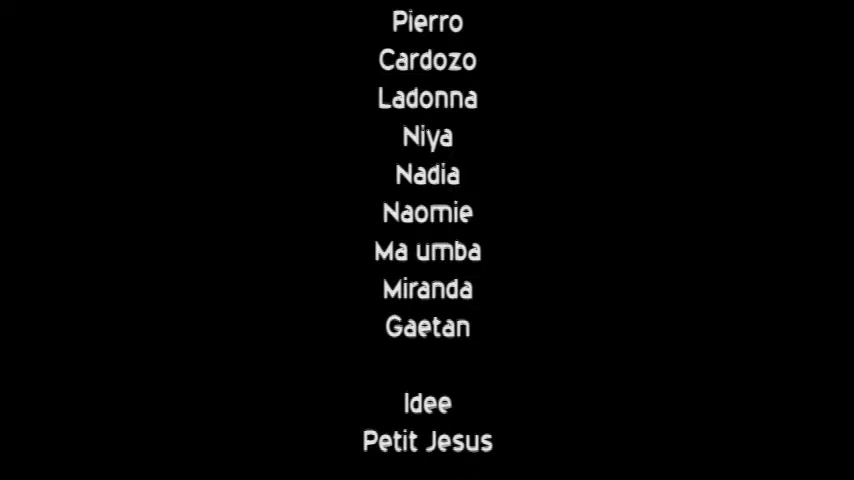 Pierro
Cardozo
Ladonna
Niya
Nadia
Naomie
Ma umba
Miranda
Gaetan
Idee
Petit Jesus